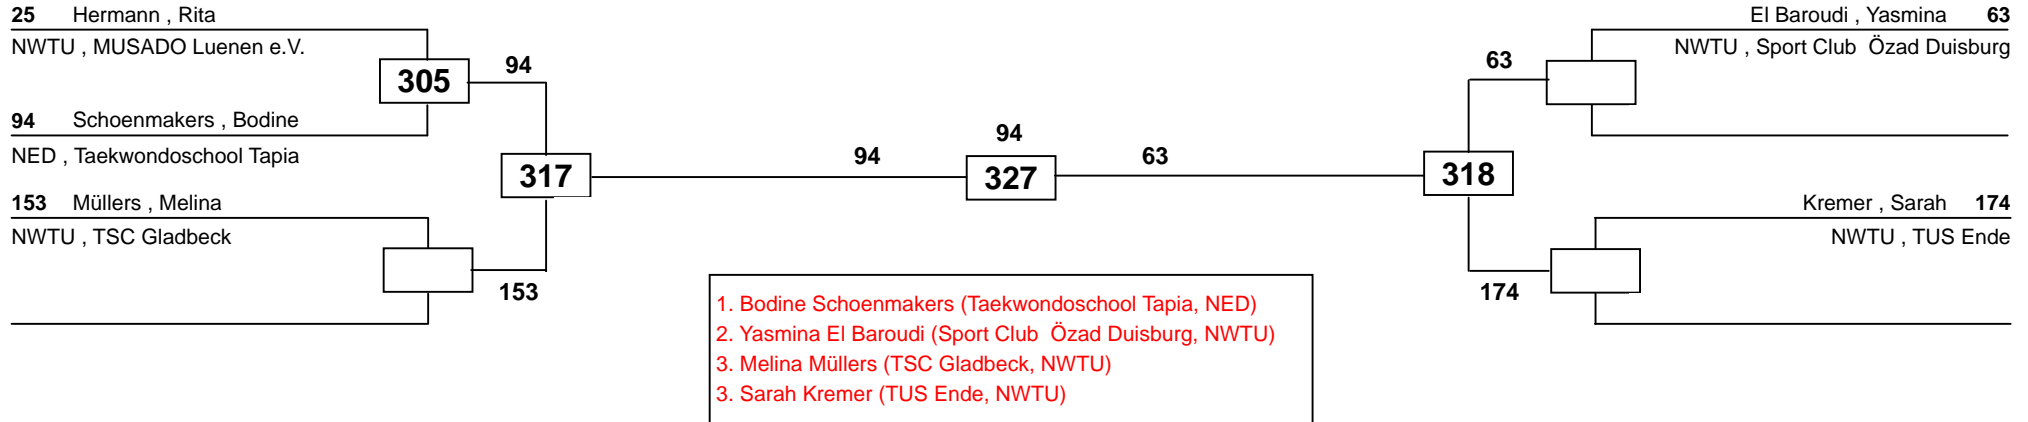 25 Hermann , Rita
NWTU , MUSADO Luenen e.V.
305
94
94 Schoenmakers , Bodine
NED , Taekwondoschool Tapia
317
153 Müllers , Melina
NWTU , TSC Gladbeck
153
94
94
327
63
El Baroudi , Yasmina 63
NWTU , Sport Club  Özad Duisburg
63
318
Kremer , Sarah 174
NWTU , TUS Ende
174
1. Bodine Schoenmakers (Taekwondoschool Tapia, NED)
2. Yasmina El Baroudi (Sport Club  Özad Duisburg, NWTU)
3. Melina Müllers (TSC Gladbeck, NWTU)
3. Sarah Kremer (TUS Ende, NWTU)